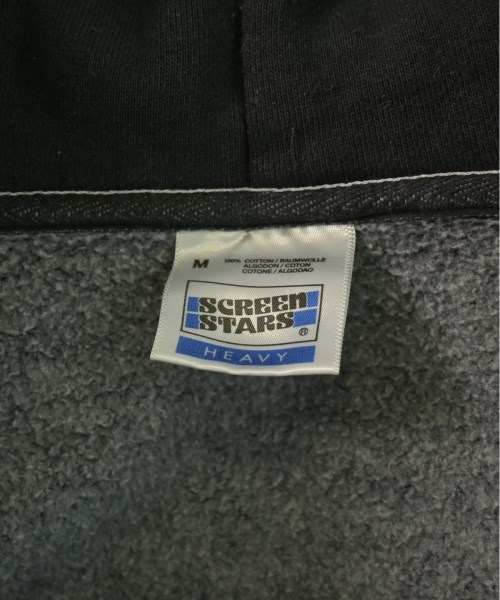 M
100% COTTON / BAUMWOLLE
ALGODON / COTON
COTONE / ALGODAO
SCREEN
STARS
®
HEAVY